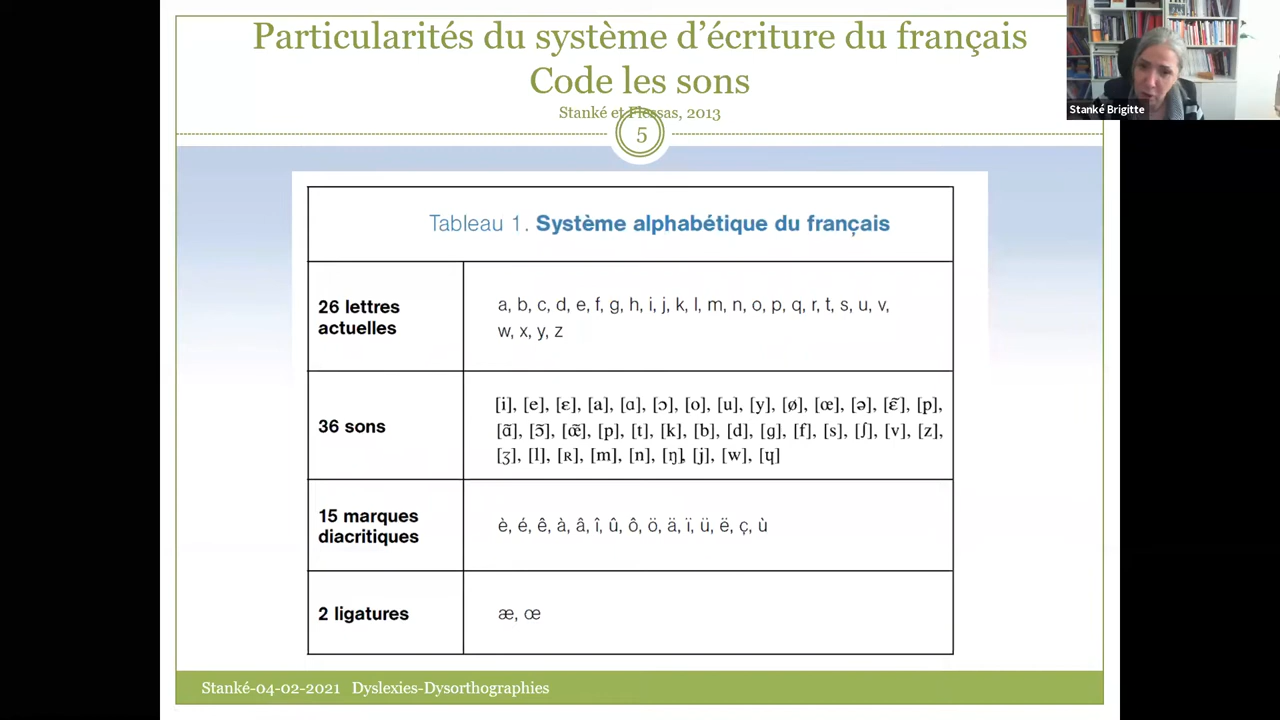 Particularités du système d’écriture du français
Code les sons
Stanké et Flessas, 2013
5
Stanké Brigitte
Tableau 1. Système alphabétique du français
26 lettres
actuelles
a, b, c, d, e, f, g, h, i, j, k, l, m, n, o, p, q, r, t, s, u, v,
w, x, y, z
36 sons
[i], [e], [ɛ], [a], [ɑ], [ɔ], [o], [u], [y], [ø], [œ], [ə], [ɛ̃], [p],
[ɑ̃], [ɔ̃], [œ̃], [p], [t], [k], [b], [d], [g], [f], [s], [ʃ], [v], [z],
[ʒ], [l], [ʀ], [m], [n], [ŋ], [j], [w], [ɥ]
15 marques
diacritiques
è, é, ê, à, â, î, û, ô, ö, ä, ï, ü, ë, ç, ù
2 ligatures
æ, œ
Stanké-04-02-2021 Dyslexies-Dysorthographies